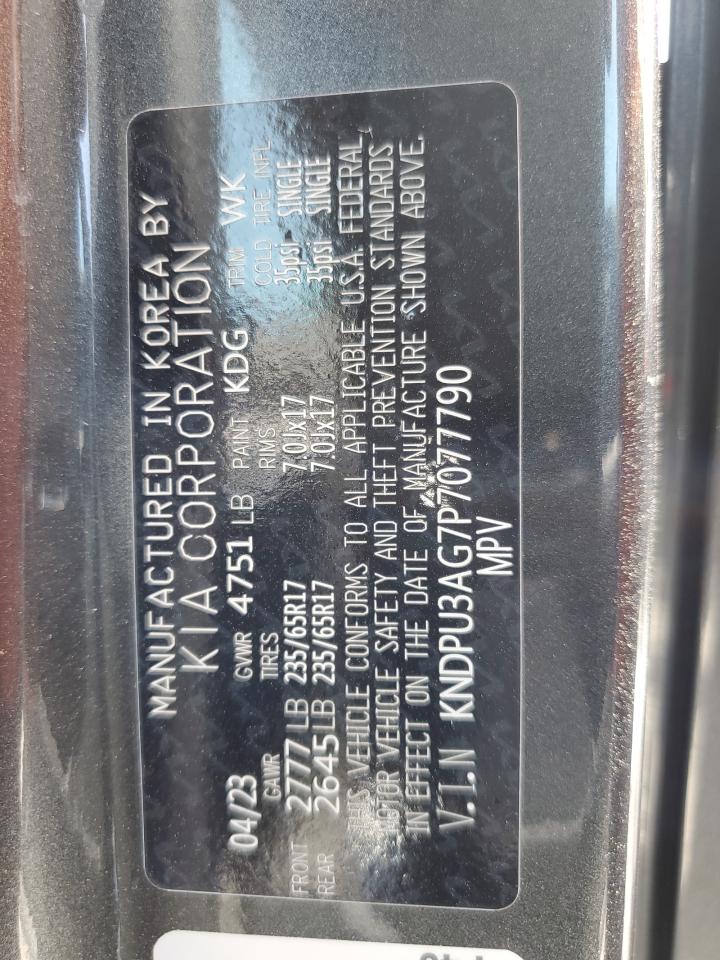 MANUFACTURED IN KOREA BY
KIA CORPORATION
04/23 GVWR 4751 LB PAINT KDG TRIM WK
GAWR TIRES RIMS COLD TIRE INFL
FRONT 2777 LB 235/65R17 7.0Jx17 35psi SINGLE
REAR 2645 LB 235/65R17 7.0Jx17 35psi SINGLE
THIS VEHICLE CONFORMS TO ALL APPLICABLE U.S.A. FEDERAL
MOTOR VEHICLE SAFETY AND THEFT PREVENTION STANDARDS
IN EFFECT ON THE DATE OF MANUFACTURE SHOWN ABOVE.
V.I.N KNDPU3AG7P7077790
MPV